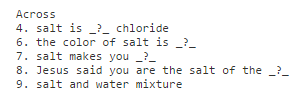 Across
4. salt is _?_ chloride
6. the color of salt is _?_
7. salt makes you _?_
8. Jesus said you are the salt of the _?_
9. salt and water mixture